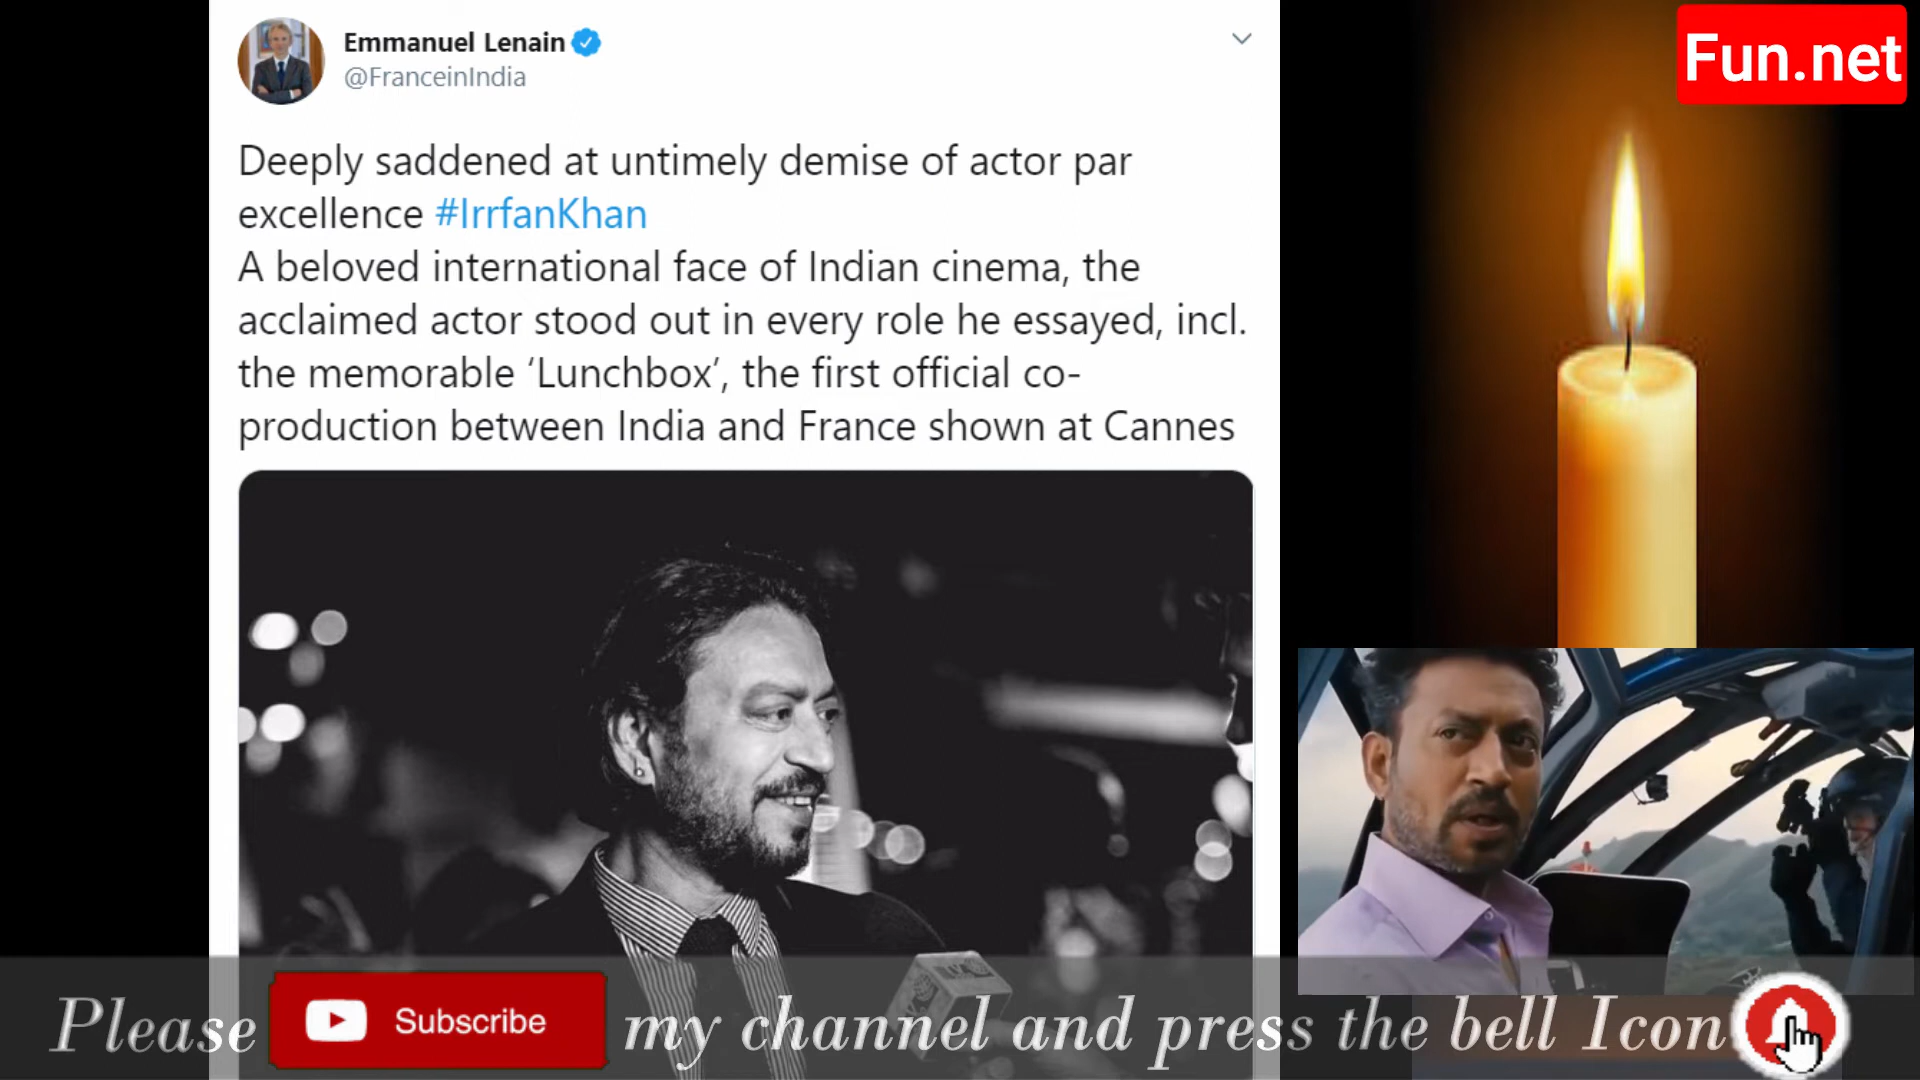 Emmanuel Lenain
@FranceinIndia
Deeply saddened at untimely demise of actor par
excellence #IrrfanKhan
A beloved international face of Indian cinema, the
acclaimed actor stood out in every role he essayed, incl.
the memorable ‘Lunchbox’, the first official co-
production between India and France shown at Cannes
Fun.net
Please Subscribe my channel and press the bell Icon